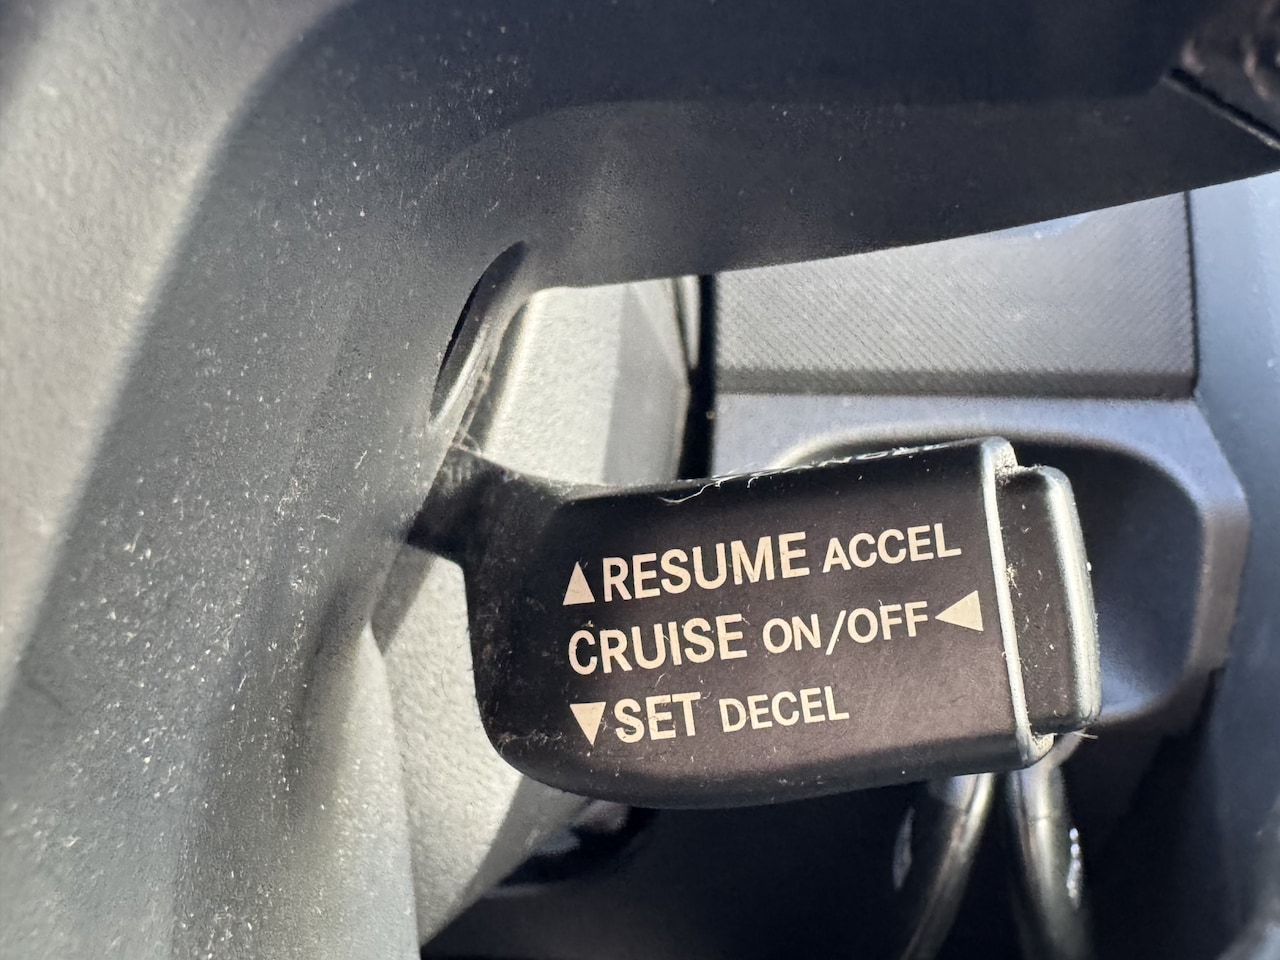 ▲RESUME ACCEL
CRUISE ON/OFF◀
▼SET DECEL